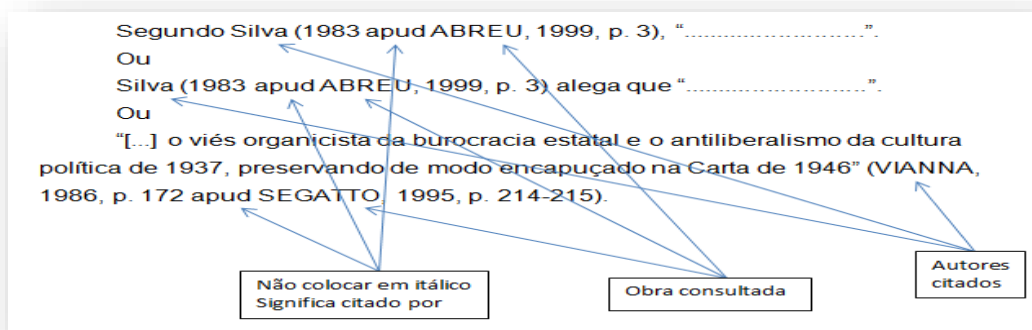 Segundo Silva (1983 apud ABREU, 1999, p. 3), “............................”.
Ou
Silva (1983 apud ABREU, 1999, p. 3) alega que “............................”.
Ou
“[...] o viés organicista da burocracia estatal e o antiliberalismo da cultura
política de 1937, preservando de modo encapuçado na Carta de 1946” (VIANNA,
1986, p. 172 apud SEGATTO, 1995, p. 214-215).
Não colocar em itálico
Significa citado por
Obra consultada
Autores
citados